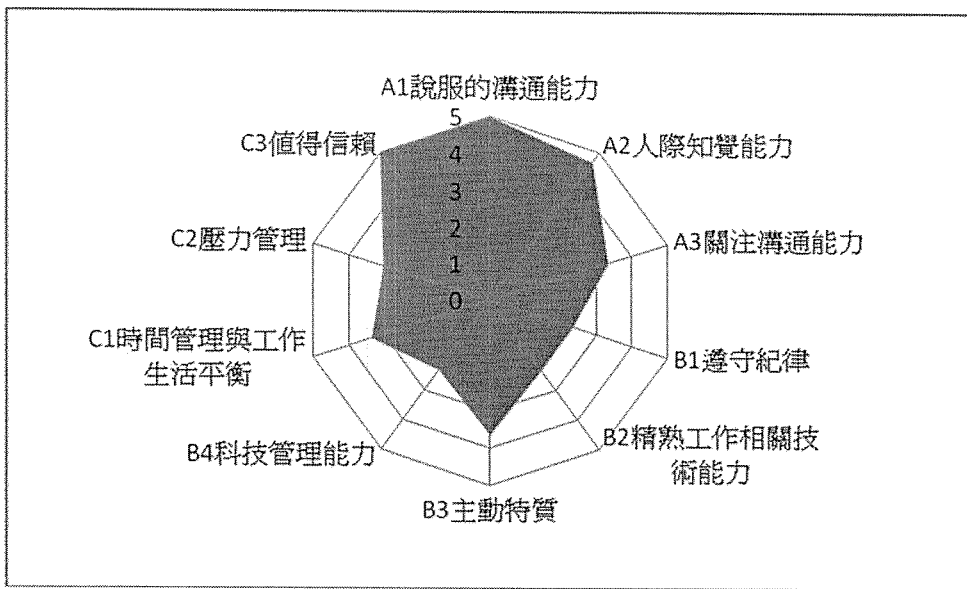 A1說服的溝通能力
5
C3值得信賴
A2人際知覺能力
4
3
2
C2壓力管理
A3關注溝通能力
1
0
C1時間管理與工作
生活平衡
B1遵守紀律
B4科技管理能力
B2精熟工作相關技
術能力
B3主動特質